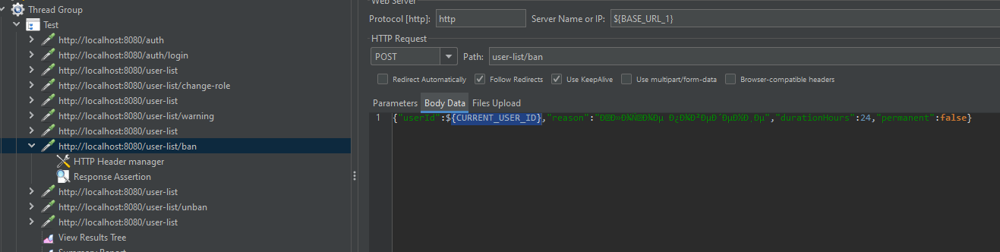 Thread Group
Test
http://localhost:8080/auth
http://localhost:8080/auth/login
http://localhost:8080/user-list
http://localhost:8080/user-list/change-role
http://localhost:8080/user-list
http://localhost:8080/user-list/warning
http://localhost:8080/user-list
http://localhost:8080/user-list/ban
HTTP Header manager
Response Assertion
http://localhost:8080/user-list
http://localhost:8080/user-list/unban
http://localhost:8080/user-list
View Results Tree
Summary Report
Web Server
Protocol [http]: http Server Name or IP: ${BASE_URL_1}
HTTP Request
POST Path: user-list/ban
Redirect Automatically Follow Redirects Use KeepAlive Use multipart/form-data Browser-compatible headers
Parameters Body Data Files Upload
1 {"userId":${CURRENT_USER_ID},"reason":"","durationHours":24,"permanent":false}